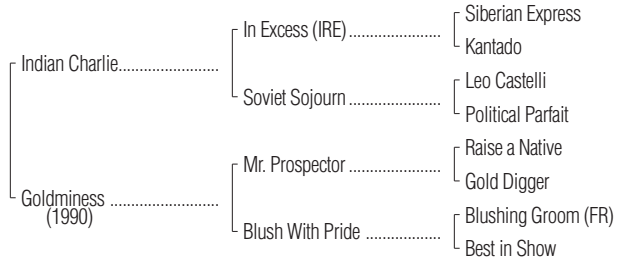 Siberian Express
In Excess (IRE)......................
Kantado
Indian Charlie.......................
Leo Castelli
Soviet Sojourn ......................
Political Parfait
Raise a Native
Mr. Prospector .....................
Gold Digger
Goldminess .........................
(1990)
Blushing Groom (FR)
Blush With Pride ..................
Best in Show